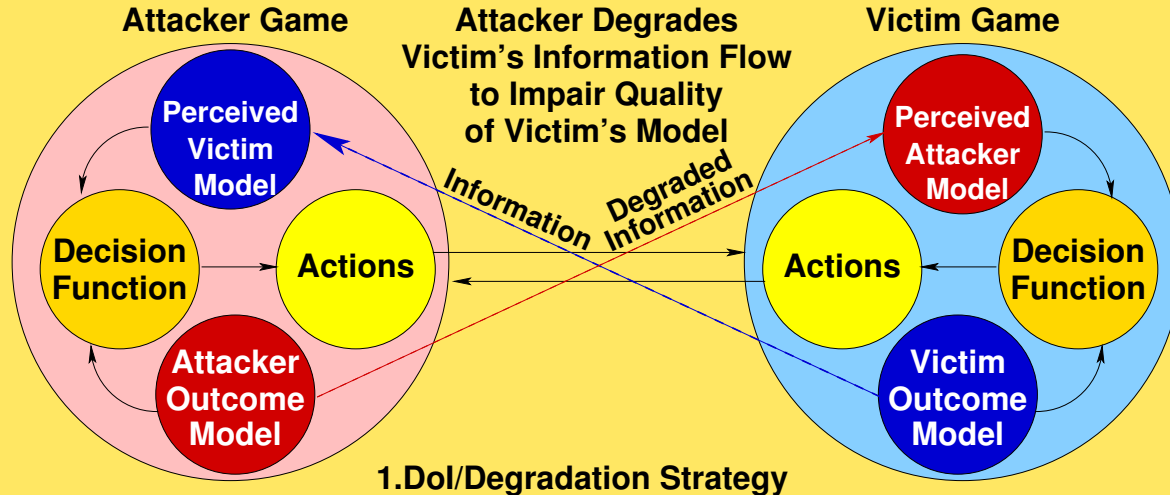 Attacker Game
Attacker Degrades
Victim's Information Flow
to Impair Quality
of Victim's Model
Victim Game
Perceived
Victim
Model
Decision
Function
Actions
Attacker
Outcome
Model
Information
Degraded
Information
Perceived
Attacker
Model
Actions
Decision
Function
Victim
Outcome
Model
1.DoI/Degradation Strategy